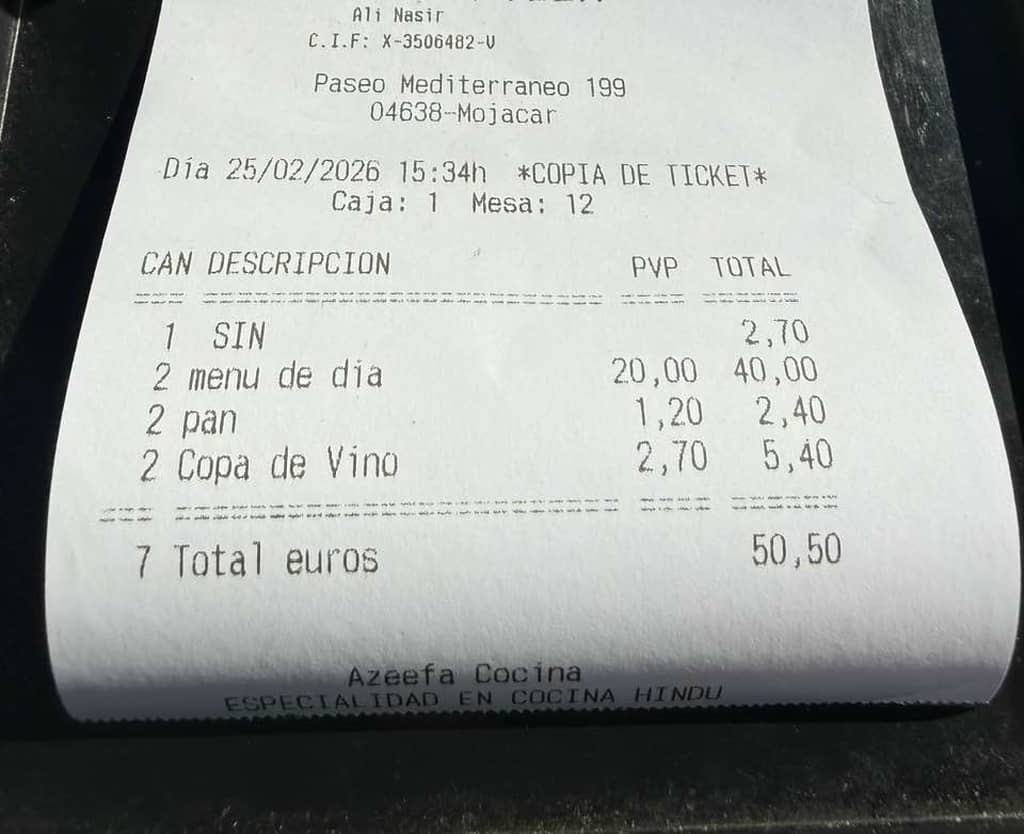 Ali Nasir
C.I.F: X-3506482-V
Paseo Mediterraneo 199
04638-Mojacar
Día 25/02/2026 15:34h *COPIA DE TICKET*
Caja: 1 Mesa: 12
CAN DESCRIPCION PVP TOTAL
1 SIN 2,70
2 menu de dia 20,00 40,00
2 pan 1,20 2,40
2 Copa de Vino 2,70 5,40
7 Total euros 50,50
Azeefa Cocina
ESPECIALIDAD EN COCINA HINDU